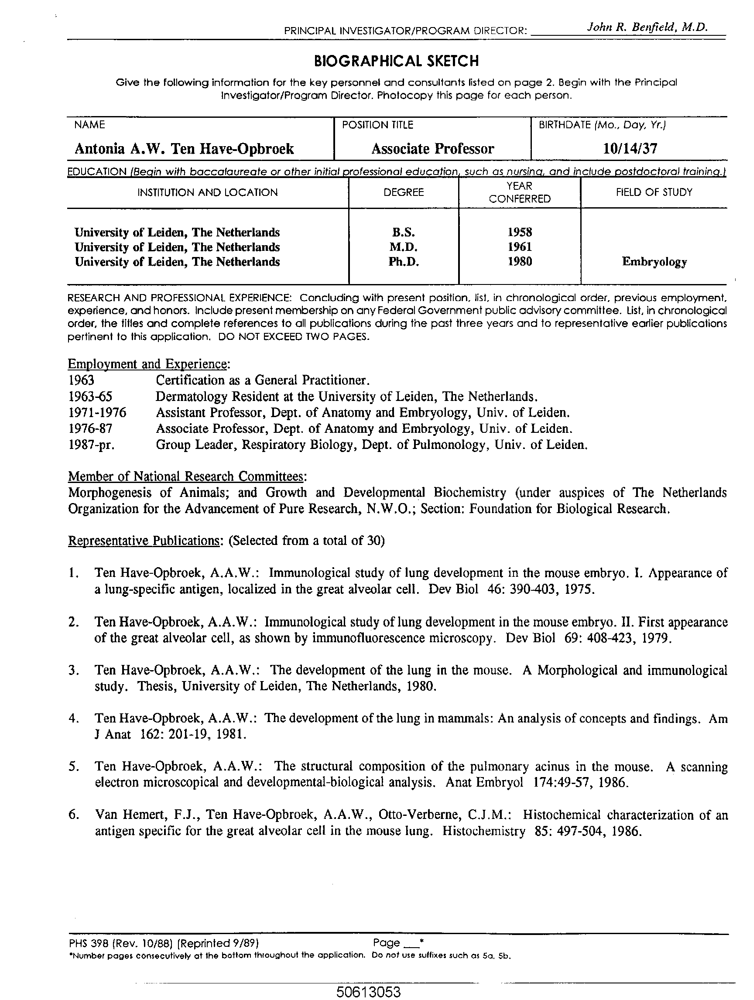 PRINCIPAL INVESTIGATOR/PROGRAM DIRECTOR: John R. Benfield, M.D.
BIOGRAPHICAL SKETCH
Give the following information for the key personnel and consultants listed on page 2. Begin with the Principal
Investigator/Program Director. Photocopy this page for each person.
NAME POSITION TITLE BIRTHDATE (Mo., Day, Yr.)
Antonia A.W. Ten Have-Opbroek Associate Professor 10/14/37
EDUCATION (Begin with baccalaureate or other initial professional education, such as nursing, and include postdoctoral training.)
INSTITUTION AND LOCATION DEGREE YEAR CONFERRED FIELD OF STUDY
University of Leiden, The Netherlands B.S. 1958
University of Leiden, The Netherlands M.D. 1961
University of Leiden, The Netherlands Ph.D. 1980 Embryology
RESEARCH AND PROFESSIONAL EXPERIENCE: Concluding with present position, list, in chronological order, previous employment,
experience, and honors. Include present membership on any Federal Government public advisory committee. List, in chronological
order, the titles and complete references to all publications during the past three years and to representative earlier publications
pertinent to this application. DO NOT EXCEED TWO PAGES.
Employment and Experience:
1963 Certification as a General Practitioner.
1963-65 Dermatology Resident at the University of Leiden, The Netherlands.
1971-1976 Assistant Professor, Dept. of Anatomy and Embryology, Univ. of Leiden.
1976-87 Associate Professor, Dept. of Anatomy and Embryology, Univ. of Leiden.
1987-pr. Group Leader, Respiratory Biology, Dept. of Pulmonology, Univ. of Leiden.
Member of National Research Committees:
Morphogenesis of Animals; and Growth and Developmental Biochemistry (under auspices of The Netherlands
Organization for the Advancement of Pure Research, N.W.O.; Section: Foundation for Biological Research.
Representative Publications: (Selected from a total of 30)
1. Ten Have-Opbroek, A.A.W.: Immunological study of lung development in the mouse embryo. I. Appearance of
a lung-specific antigen, localized in the great alveolar cell. Dev Biol 46: 390-403, 1975.
2. Ten Have-Opbroek, A.A.W.: Immunological study of lung development in the mouse embryo. II. First appearance
of the great alveolar cell, as shown by immunofluorescence microscopy. Dev Biol 69: 408-423, 1979.
3. Ten Have-Opbroek, A.A.W.: The development of the lung in the mouse. A Morphological and immunological
study. Thesis, University of Leiden, The Netherlands, 1980.
4. Ten Have-Opbroek, A.A.W.: The development of the lung in mammals: An analysis of concepts and findings. Am
J Anat 162: 201-19, 1981.
5. Ten Have-Opbroek, A.A.W.: The structural composition of the pulmonary acinus in the mouse. A scanning
electron microscopical and developmental-biological analysis. Anat Embryol 174:49-57, 1986.
6. Van Hemert, F.J., Ten Have-Opbroek, A.A.W., Otto-Verberne, C.J.M.: Histochemical characterization of an
antigen specific for the great alveolar cell in the mouse lung. Histochemistry 85: 497-504, 1986.
PHS 398 (Rev. 10/88) (Reprinted 9/89) Page __*
*Number pages consecutively at the bottom throughout the application. Do not use suffixes such as 5a, 5b.
50613053